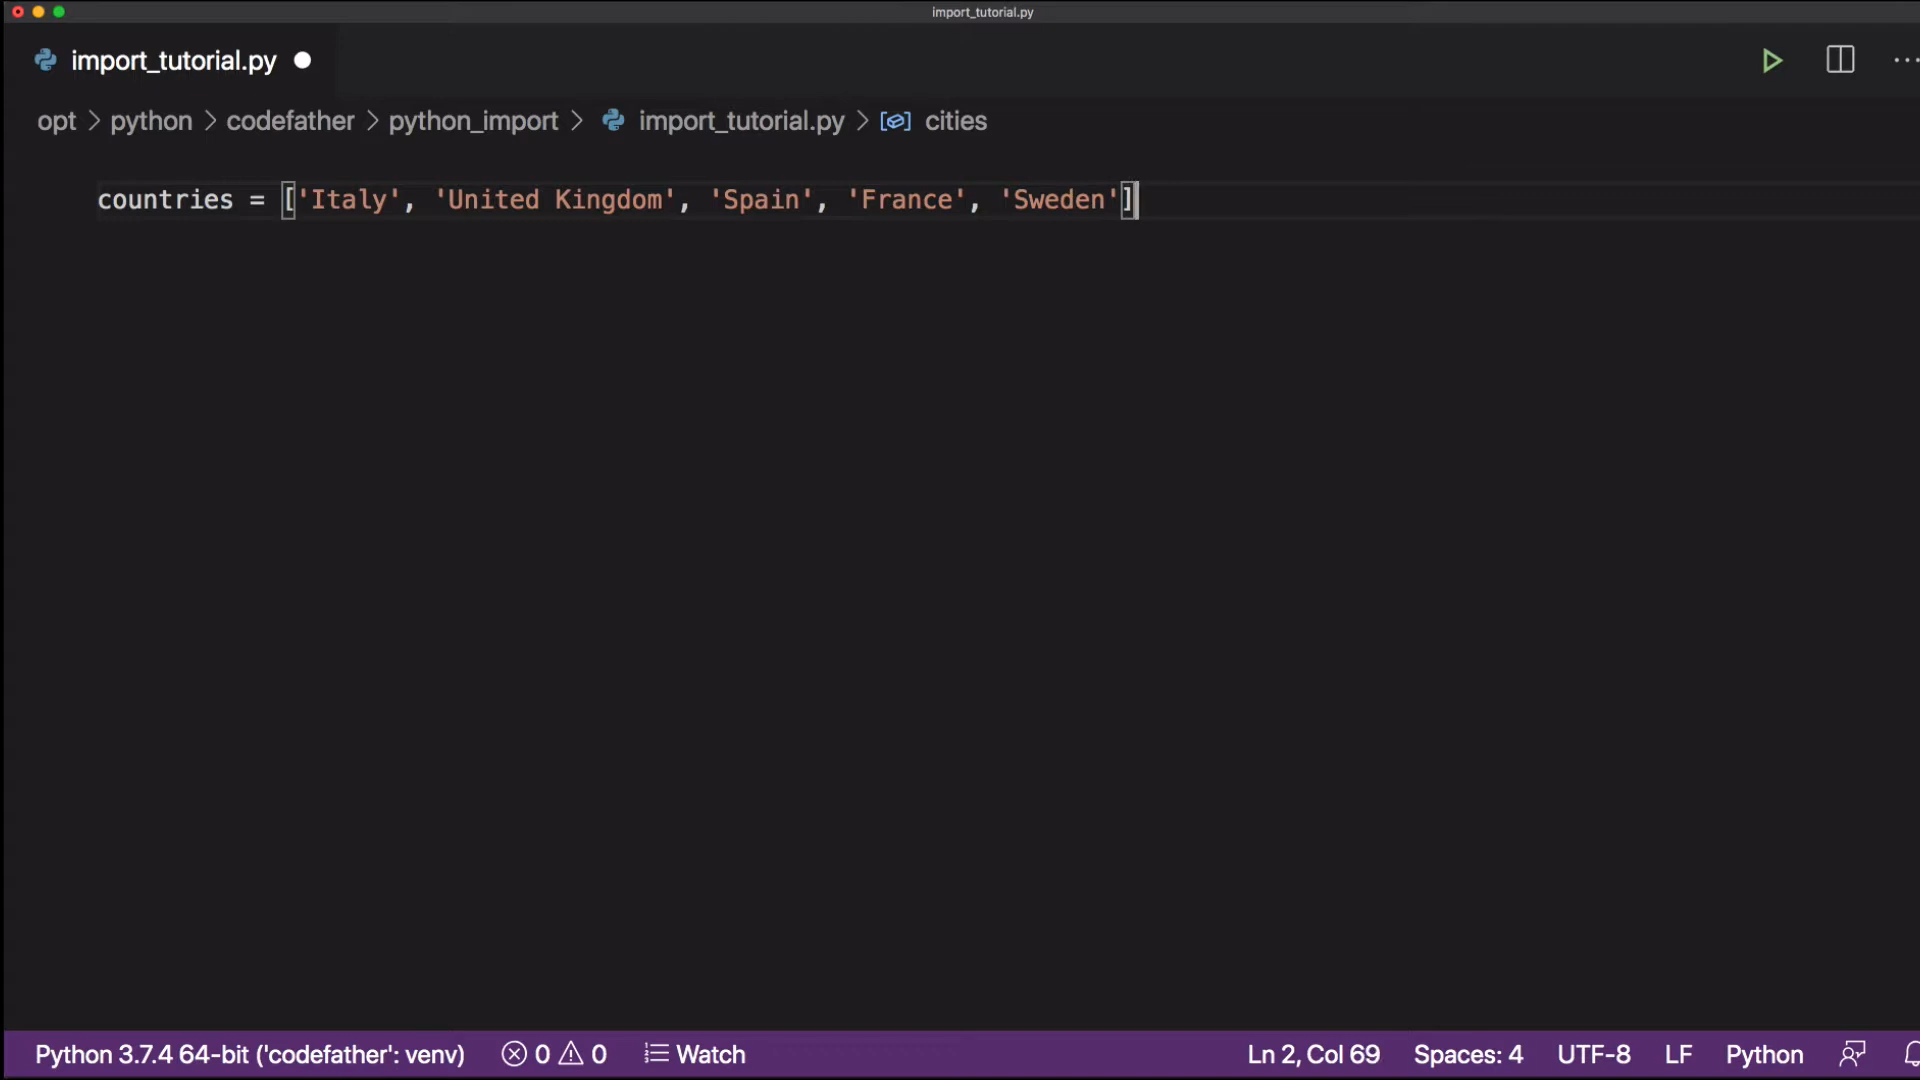 import_tutorial.py
import_tutorial.py
opt > python > codefather > python_import > import_tutorial.py > cities
countries = ['Italy', 'United Kingdom', 'Spain', 'France', 'Sweden']
Python 3.7.4 64-bit ('codefather': venv) 0 0 Watch Ln 2, Col 69 Spaces: 4 UTF-8 LF Python